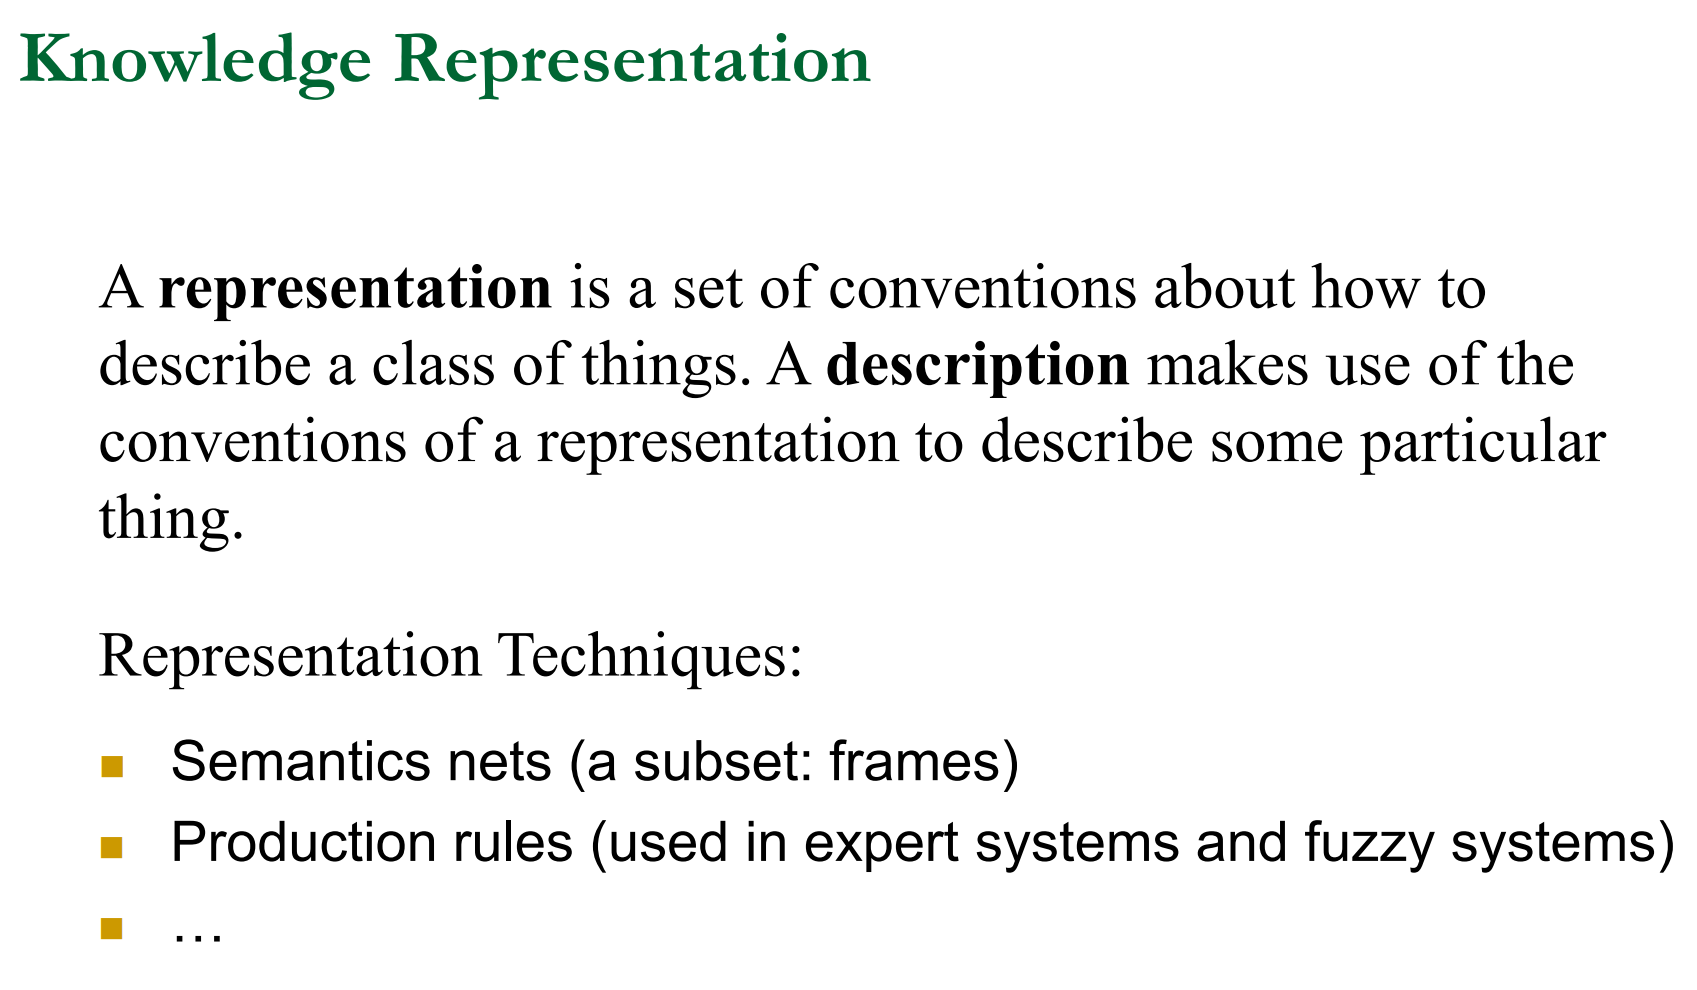 Knowledge Representation
A representation is a set of conventions about how to
describe a class of things. A description makes use of the
conventions of a representation to describe some particular
thing.
Representation Techniques:
Semantics nets (a subset: frames)
Production rules (used in expert systems and fuzzy systems)
…